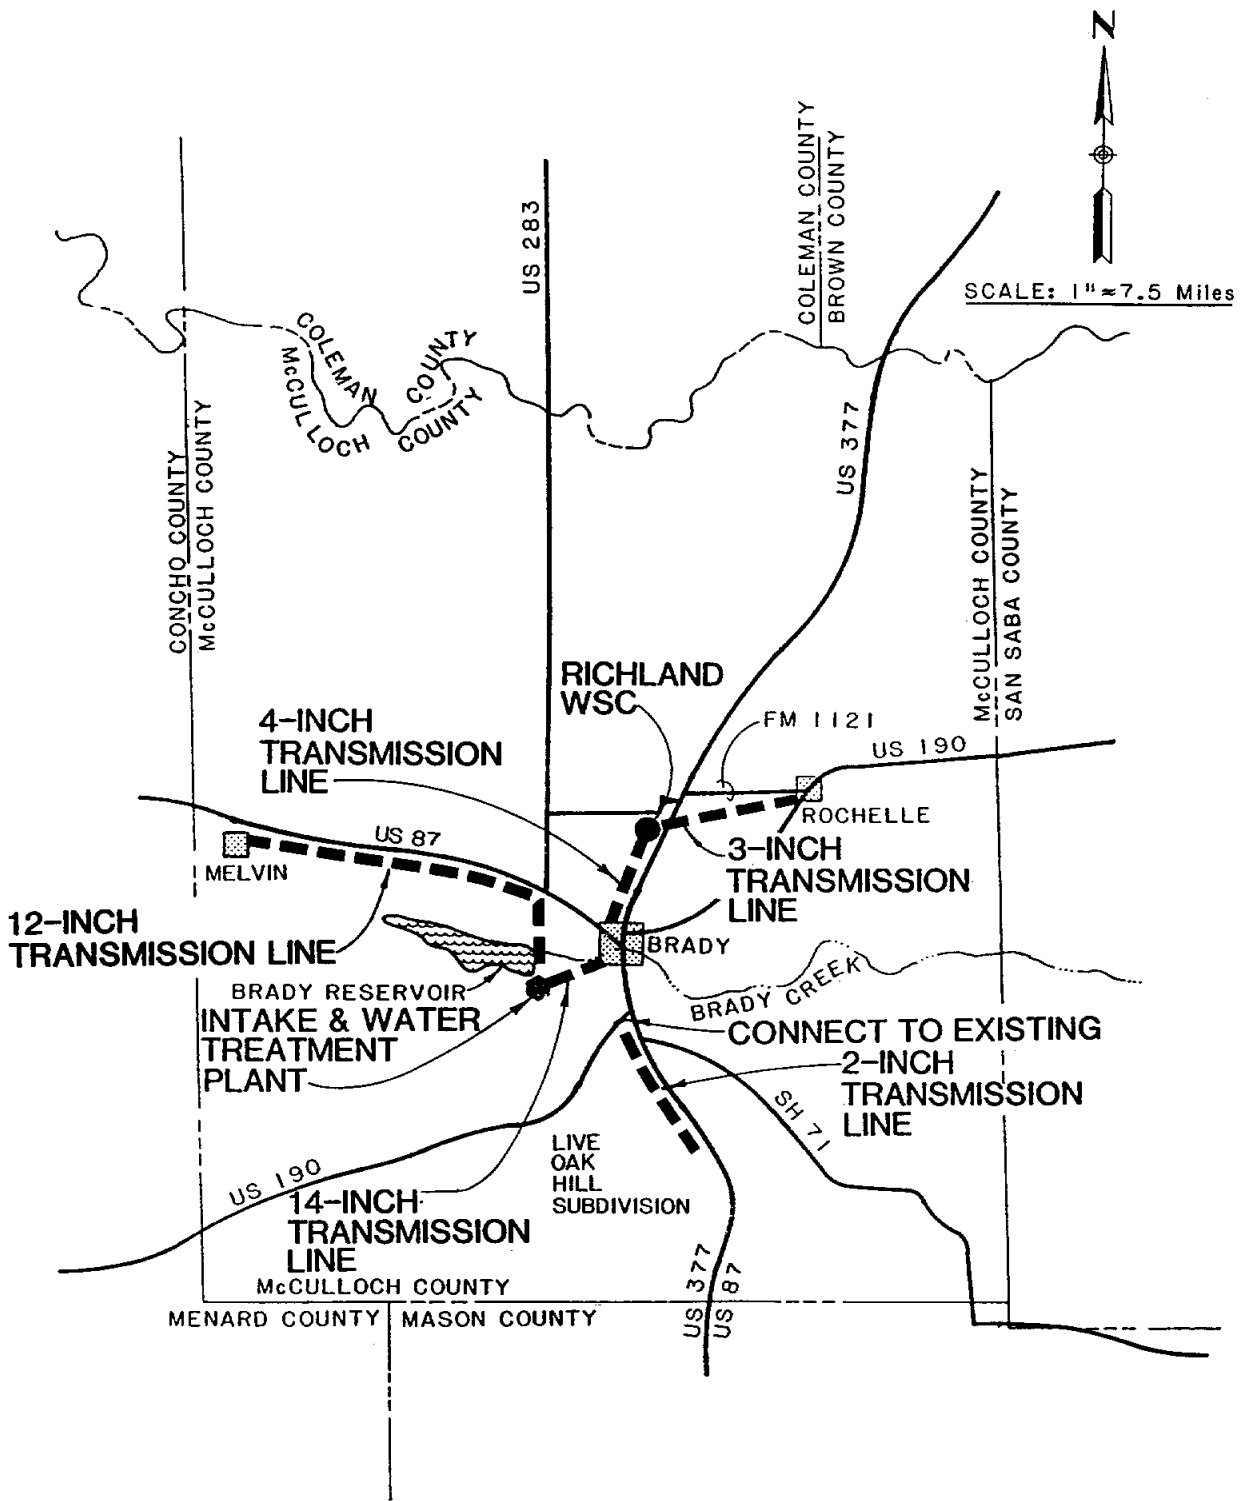 N
SCALE: 1"≈7.5 Miles
COLEMAN COUNTY
BROWN COUNTY
US 283
COLEMAN COUNTY
McCULLOCH COUNTY
US 377
CONCHO COUNTY
McCULLOCH COUNTY
McCULLOCH COUNTY
SAN SABA COUNTY
RICHLAND
WSC
4-INCH
TRANSMISSION
LINE
FM 1121
US 190
ROCHELLE
US 87
MELVIN
3-INCH
TRANSMISSION
LINE
12-INCH
TRANSMISSION LINE
BRADY
BRADY RESERVOIR
BRADY CREEK
INTAKE & WATER
TREATMENT
PLANT
CONNECT TO EXISTING
2-INCH
TRANSMISSION
LINE
SH 71
LIVE
OAK
HILL
SUBDIVISION
US 190
14-INCH
TRANSMISSION
LINE
US 377
US 87
McCULLOCH COUNTY
MENARD COUNTY
MASON COUNTY